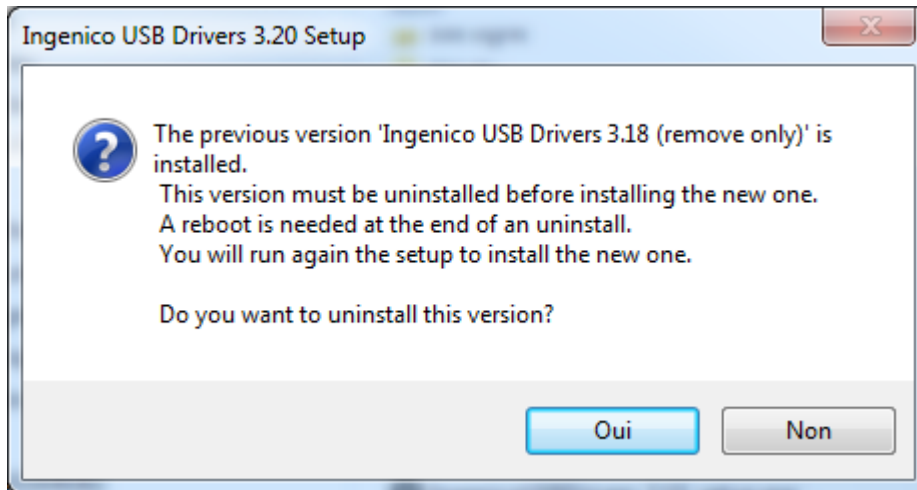 Ingenico USB Drivers 3.20 Setup
The previous version 'Ingenico USB Drivers 3.18 (remove only)' is
installed.
This version must be uninstalled before installing the new one.
A reboot is needed at the end of an uninstall.
You will run again the setup to install the new one.
Do you want to uninstall this version?
Oui
Non